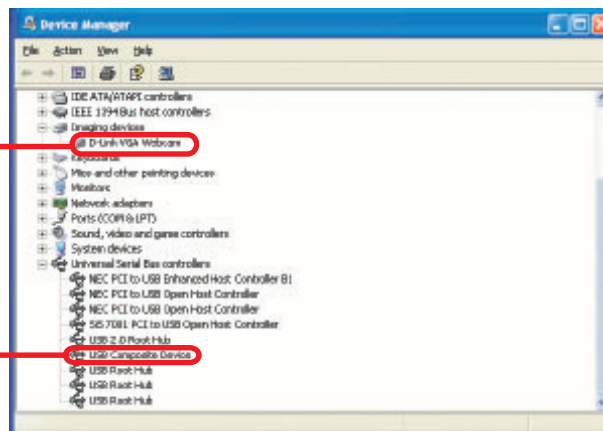 Device Manager
File Action View Help
IDE ATA/ATAPI controllers
IEEE 1394 Bus host controllers
Imaging devices
D-Link VGA Webcam
Keyboards
Mice and other pointing devices
Monitors
Network adapters
Ports (COM & LPT)
Sound, video and game controllers
System devices
Universal Serial Bus controllers
NEC PCI to USB Enhanced Host Controller B1
NEC PCI to USB Open Host Controller
NEC PCI to USB Open Host Controller
SiS 7001 PCI to USB Open Host Controller
USB 2.0 Root Hub
USB Composite Device
USB Root Hub
USB Root Hub
USB Root Hub